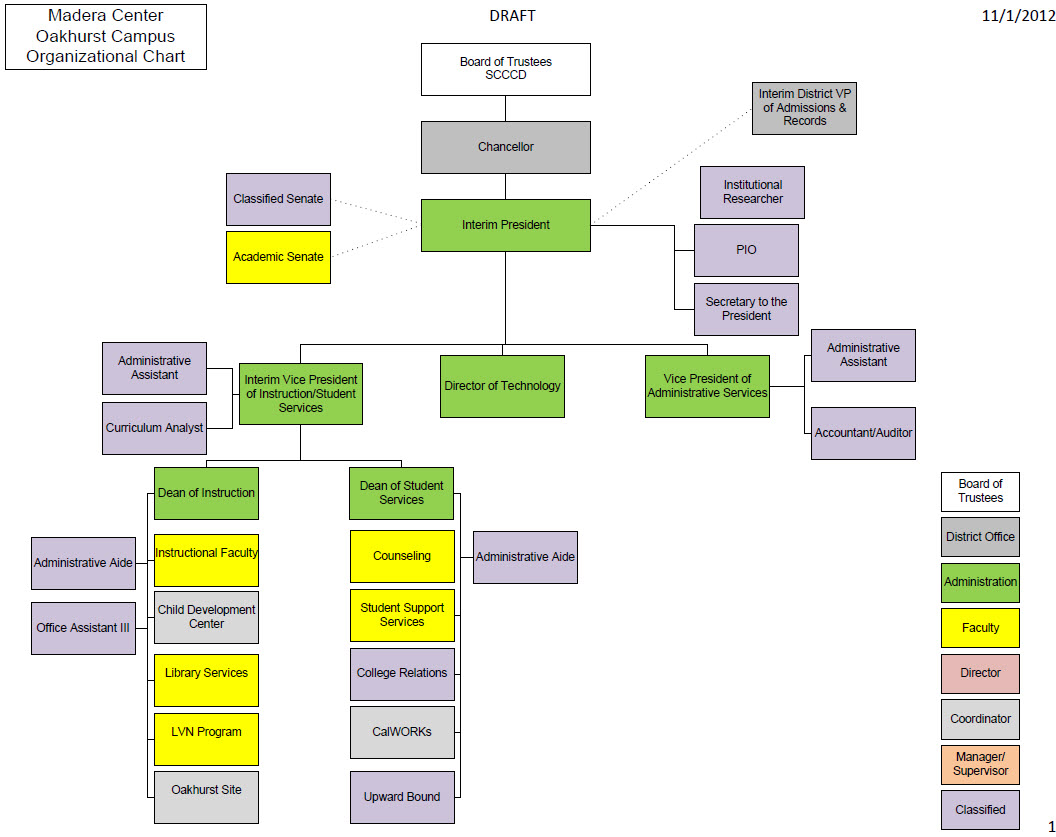 Madera Center
Oakhurst Campus
Organizational Chart
DRAFT
11/1/2012
Board of Trustees
SCCCD
Interim District VP
of Admissions &
Records
Chancellor
Institutional
Researcher
Classified Senate
Interim President
PIO
Academic Senate
Secretary to the
President
Administrative
Assistant
Curriculum Analyst
Interim Vice President
of Instruction/Student
Services
Director of Technology
Vice President of
Administrative Services
Administrative
Assistant
Accountant/Auditor
Dean of Instruction
Dean of Student
Services
Administrative Aide
Office Assistant III
Instructional Faculty
Child Development
Center
Library Services
LVN Program
Oakhurst Site
Counseling
Student Support
Services
College Relations
CalWORKs
Upward Bound
Administrative Aide
Board of
Trustees
District Office
Administration
Faculty
Director
Coordinator
Manager/
Supervisor
Classified
1